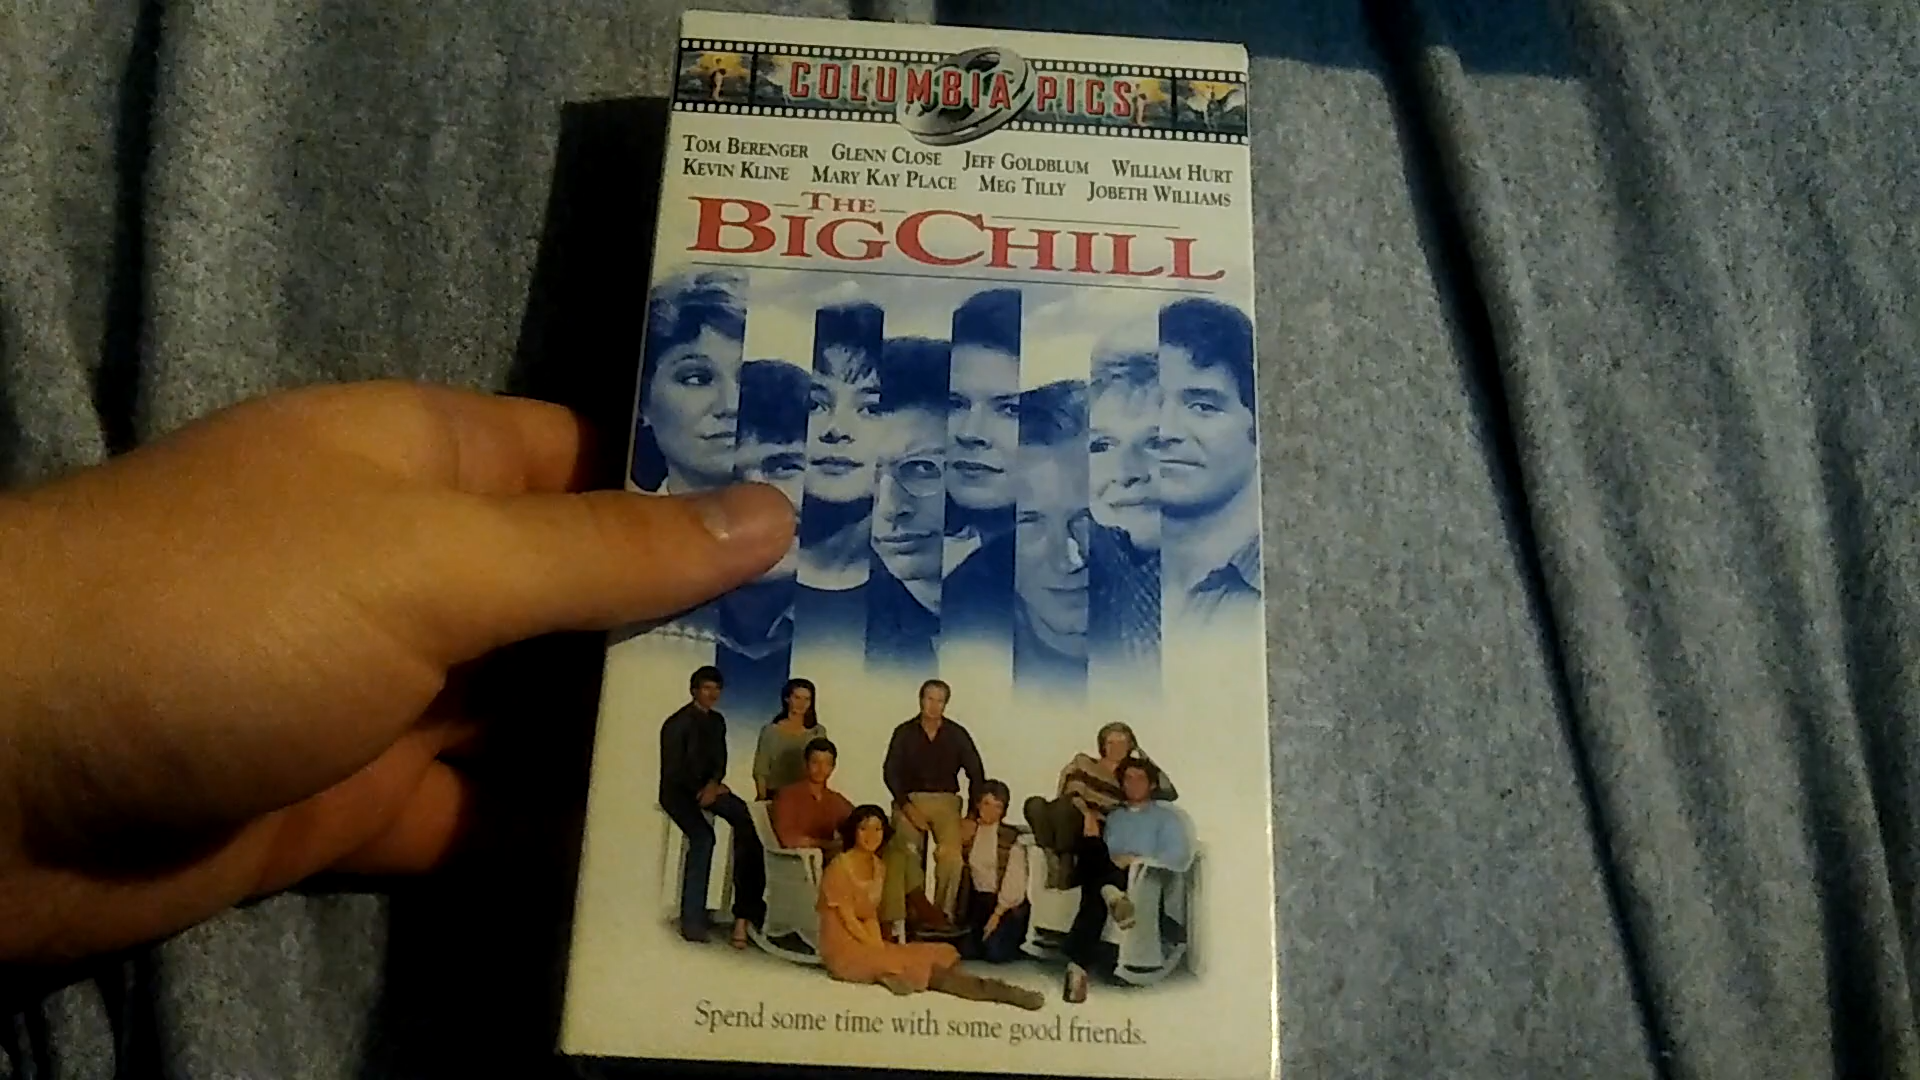 COLUMBIA PICS
TOM BERENGER GLENN CLOSE JEFF GOLDBLUM WILLIAM HURT
KEVIN KLINE MARY KAY PLACE MEG TILLY JOBETH WILLIAMS
THE
BIG CHILL
Spend some time with some good friends.